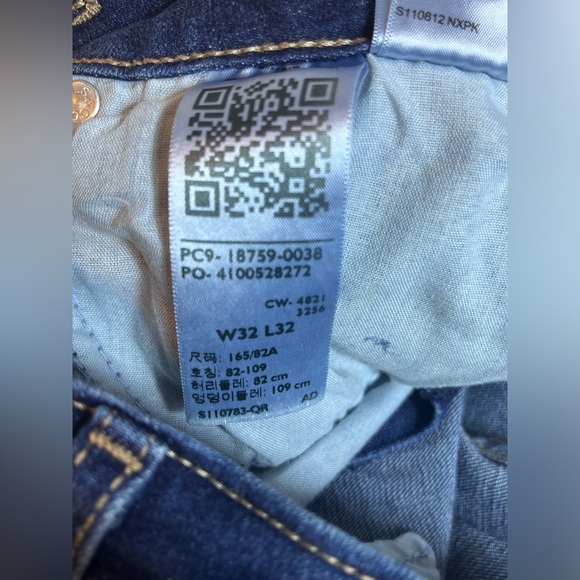 S110812 NXPK
PC9- 18759-0038
PO- 4100528272
CW- 4821
3256
W32 L32
尺码: 165/82A
호칭: 82-109
허리둘레: 82 cm
엉덩이둘레: 109 cm
S110783-QR AD